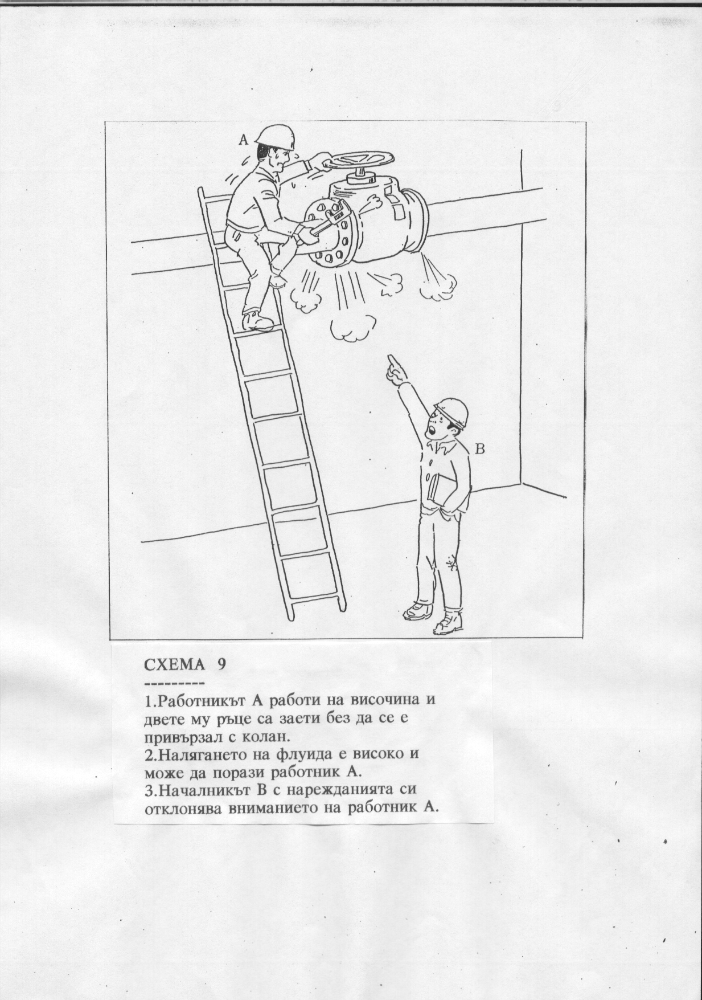 A
B
СХЕМА 9
---------
1.Работникът А работи на височина и
двете му ръце са заети без да се е
привързал с колан.
2.Налягането на флуида е високо и
може да порази работник А.
3.Началникът В с нарежданията си
отклонява вниманието на работник А.